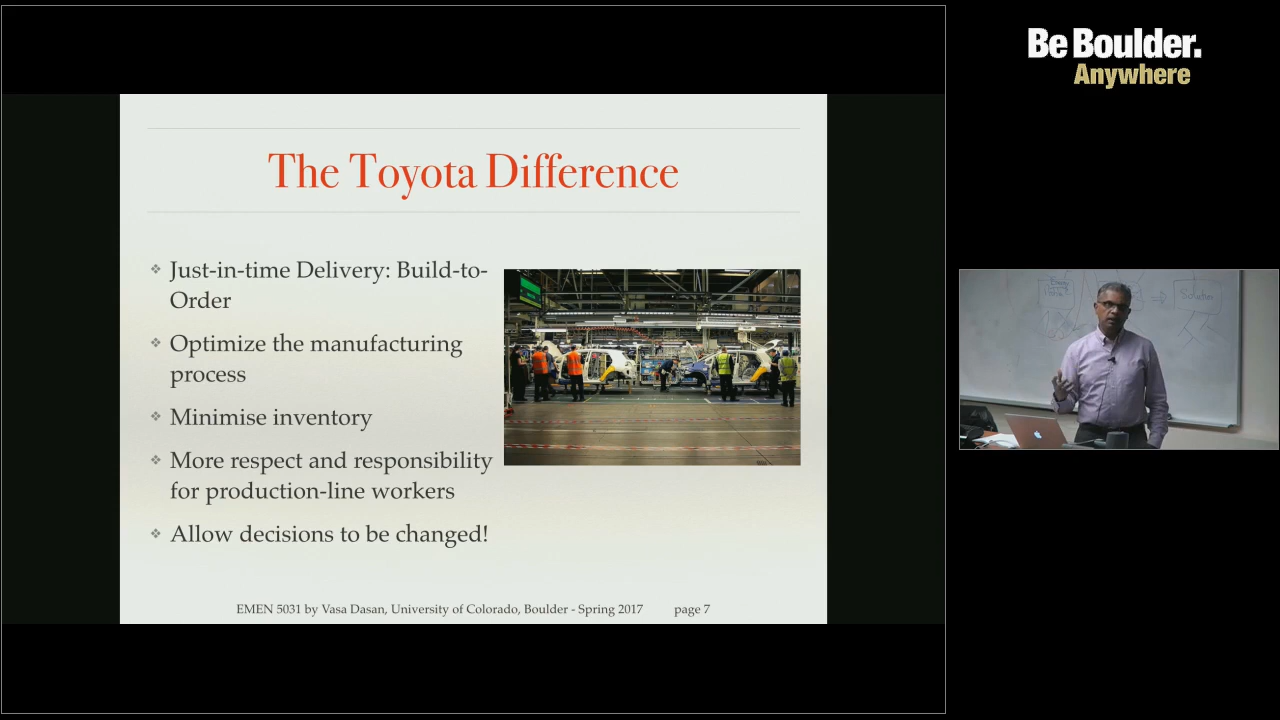 Be Boulder.
Anywhere
The Toyota Difference
Just-in-time Delivery: Build-to-
Order
Optimize the manufacturing
process
Minimise inventory
More respect and responsibility
for production-line workers
Allow decisions to be changed!
EMEN 5031 by Vasa Dasan, University of Colorado, Boulder - Spring 2017 page 7
Solution